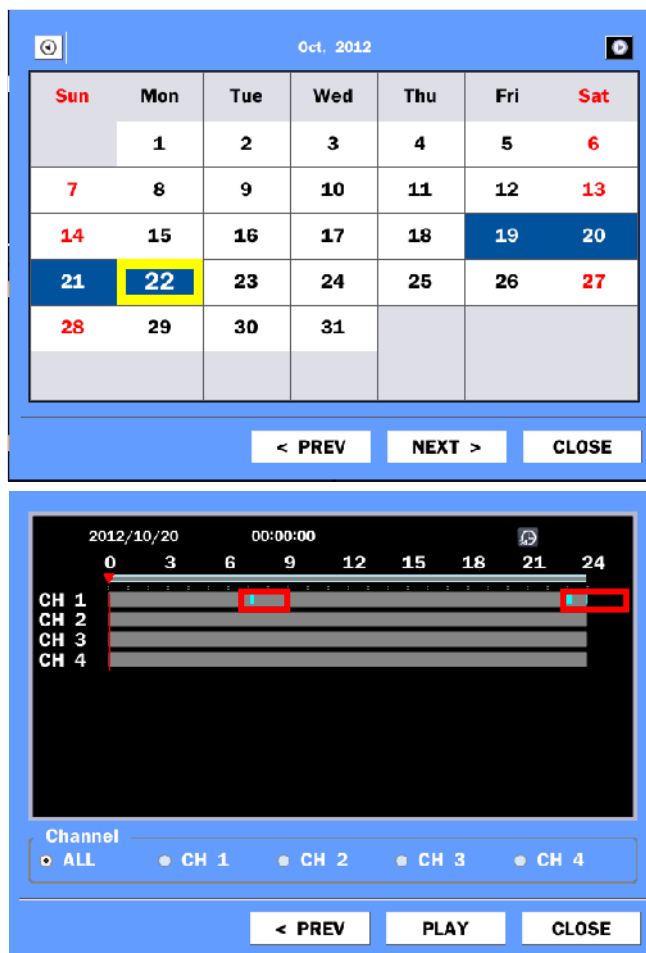 Oct. 2012
Sun Mon Tue Wed Thu Fri Sat
1 2 3 4 5 6
7 8 9 10 11 12 13
14 15 16 17 18 19 20
21 22 23 24 25 26 27
28 29 30 31
< PREV NEXT > CLOSE
2012/10/20 00:00:00
0 3 6 9 12 15 18 21 24
CH 1
CH 2
CH 3
CH 4
Channel
ALL CH 1 CH 2 CH 3 CH 4
< PREV PLAY CLOSE